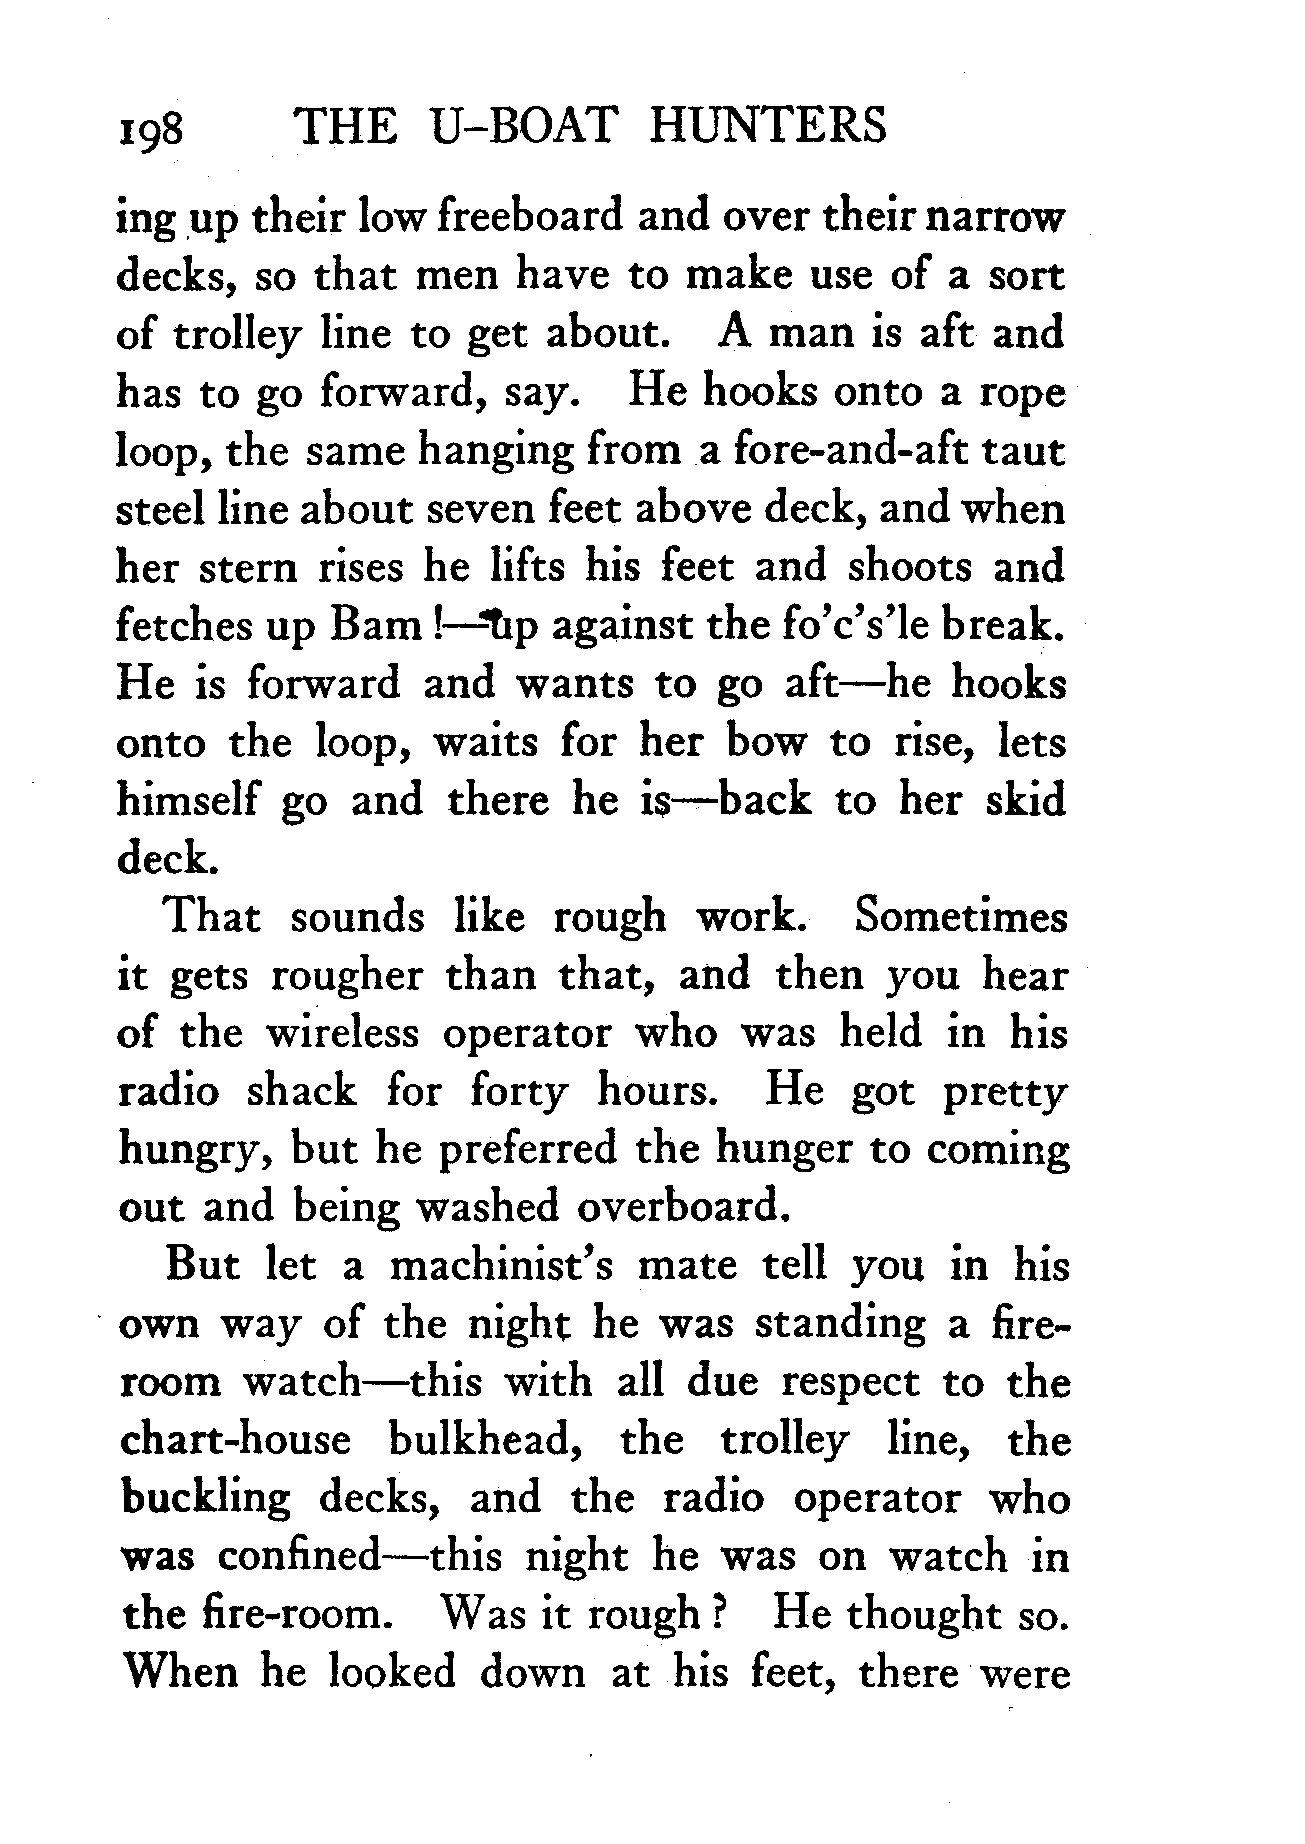 198 THE U-BOAT HUNTERS
ing up their low freeboard and over their narrow
decks, so that men have to make use of a sort
of trolley line to get about. A man is aft and
has to go forward, say. He hooks onto a rope
loop, the same hanging from a fore-and-aft taut
steel line about seven feet above deck, and when
her stern rises he lifts his feet and shoots and
fetches up Bam!—up against the fo'c's'le break.
He is forward and wants to go aft—he hooks
onto the loop, waits for her bow to rise, lets
himself go and there he is—back to her skid
deck.
That sounds like rough work. Sometimes
it gets rougher than that, and then you hear
of the wireless operator who was held in his
radio shack for forty hours. He got pretty
hungry, but he preferred the hunger to coming
out and being washed overboard.
But let a machinist's mate tell you in his
own way of the night he was standing a fire-
room watch—this with all due respect to the
chart-house bulkhead, the trolley line, the
buckling decks, and the radio operator who
was confined—this night he was on watch in
the fire-room. Was it rough? He thought so.
When he looked down at his feet, there were